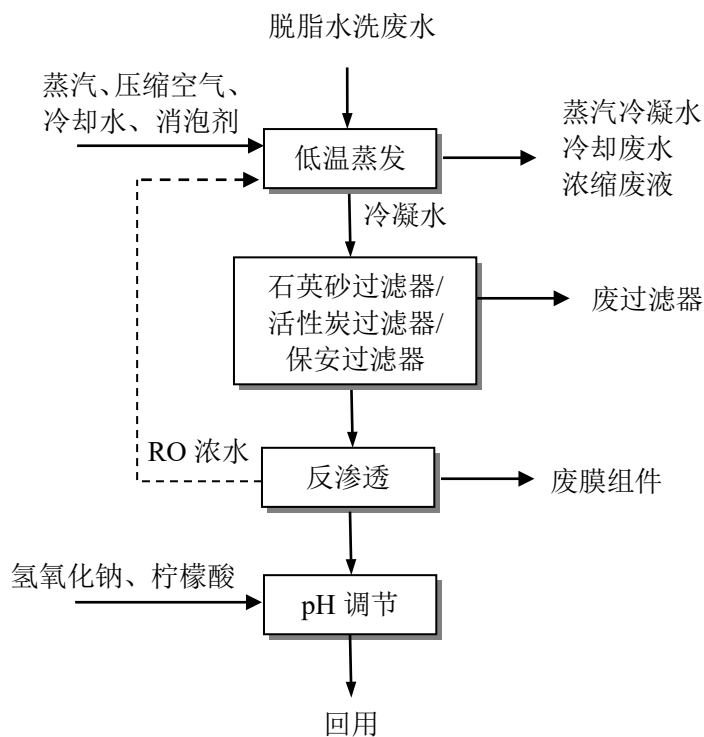 脱脂水洗废水
蒸汽、压缩空气、
冷却水、消泡剂
低温蒸发
蒸汽冷凝水
冷却废水
浓缩废液
冷凝水
石英砂过滤器/
活性炭过滤器/
保安过滤器
废过滤器
RO 浓水
反渗透
废膜组件
氢氧化钠、柠檬酸
pH 调节
回用